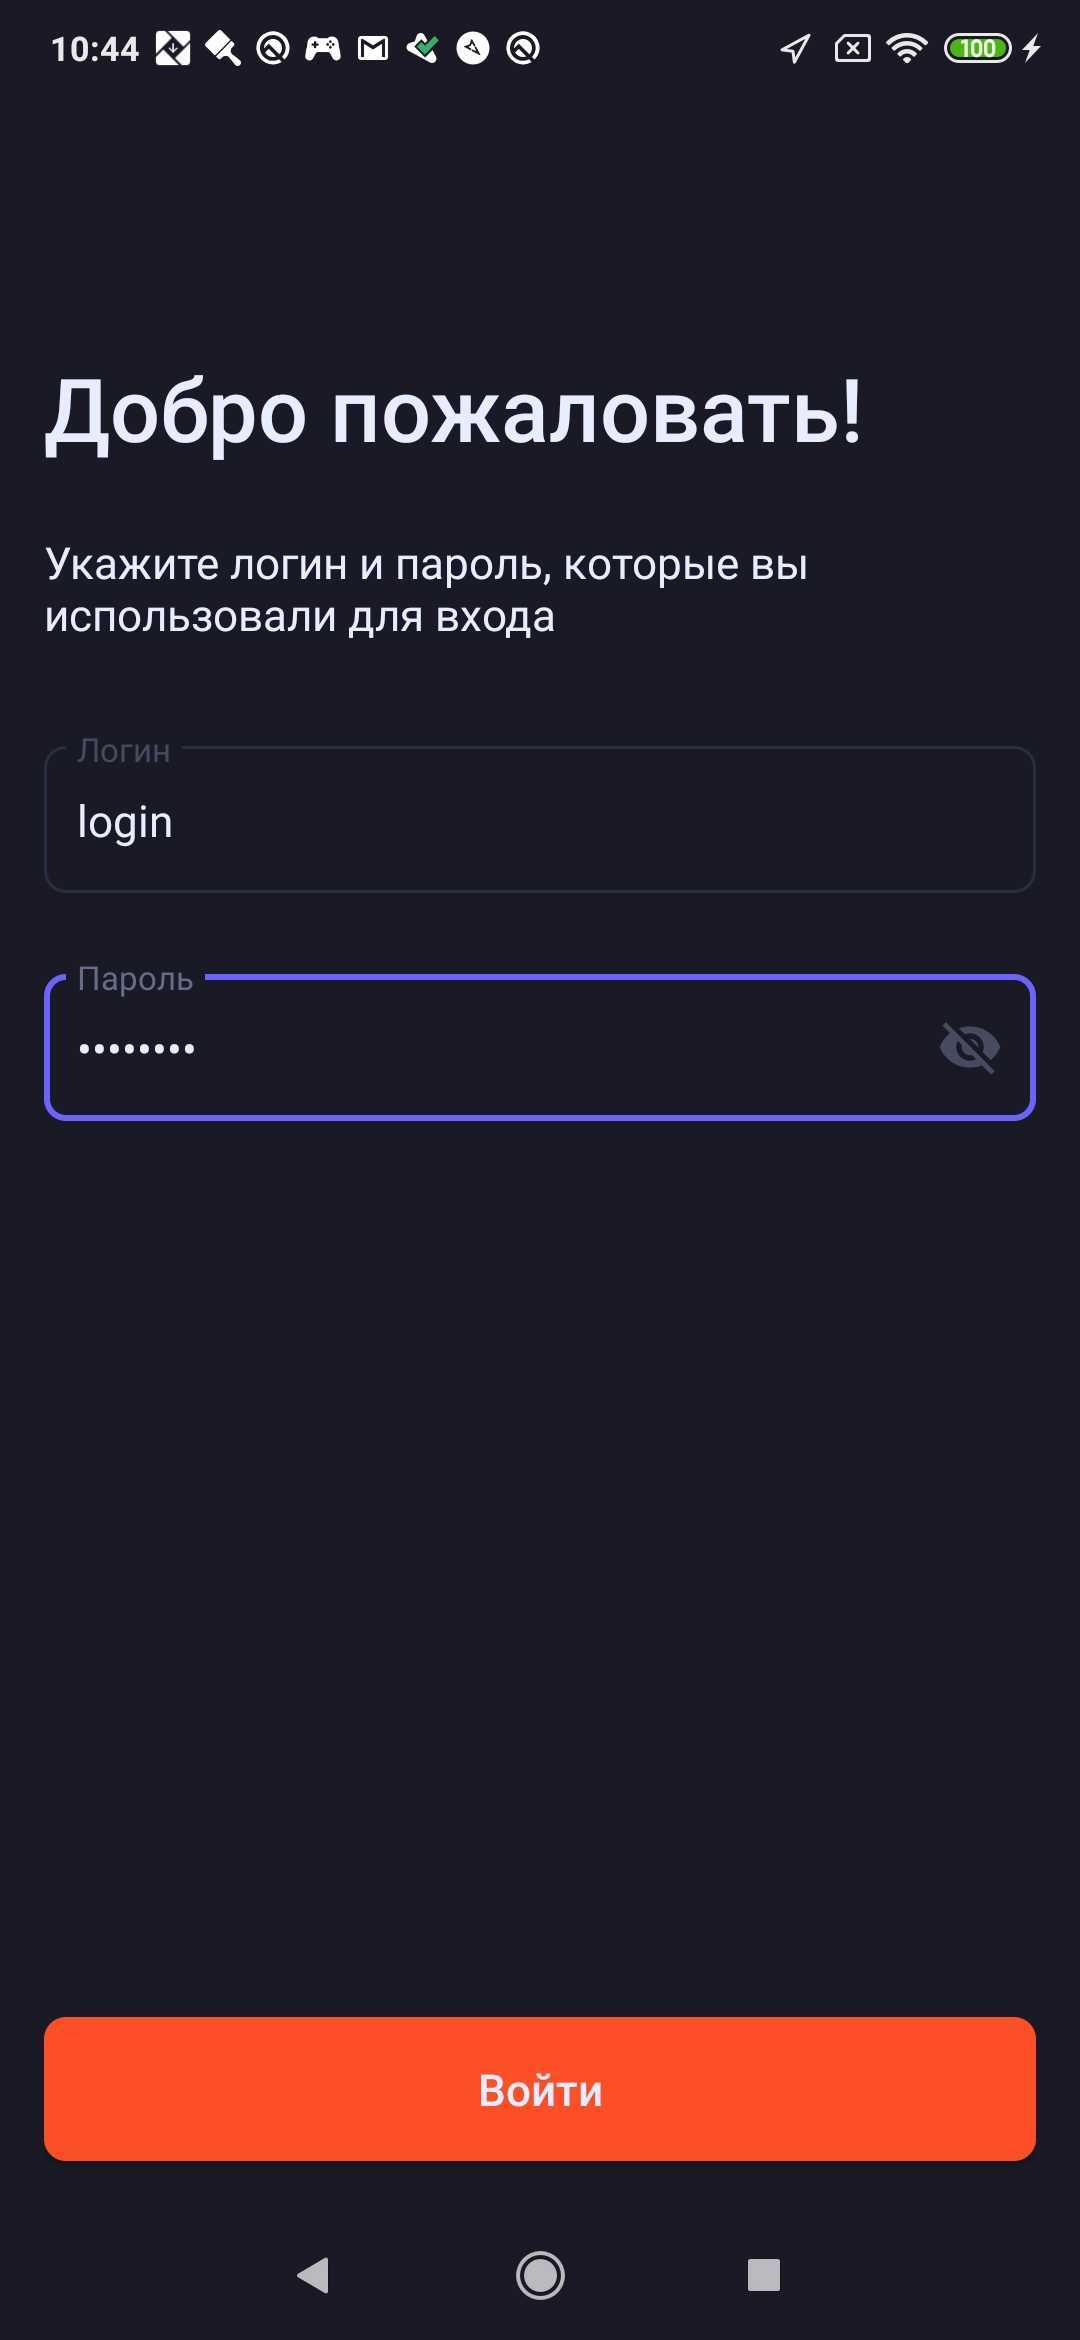 10:44
100
Добро пожаловать!
Укажите логин и пароль, которые вы
использовали для входа
Логин
login
Пароль
••••••••
Войти